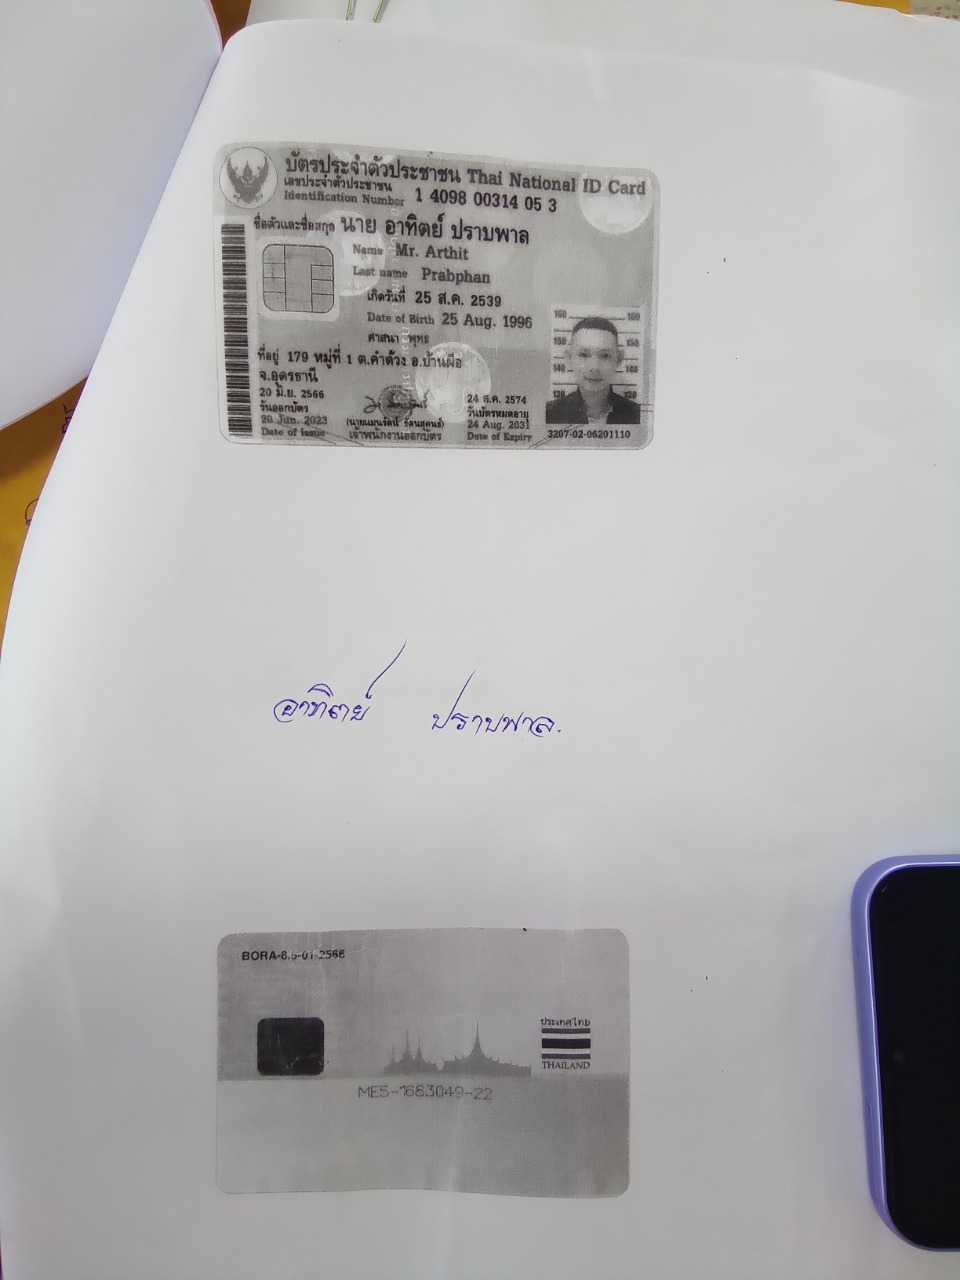 บัตรประจำตัวประชาชน Thai National ID Card
เลขประจำตัวประชาชน
Identification Number 1 4098 00314 05 3
ชื่อตัวและชื่อสกุล นาย อาทิตย์ ปราบพาล
Name Mr. Arthit
Last name Prabphan
เกิดวันที่ 25 ส.ค. 2539
Date of Birth 25 Aug. 1996
ศาสนา พุทธ
ที่อยู่ 179 หมู่ที่ 1 ต.คำด้วง อ.บ้านผือ
จ.อุดรธานี
20 มิ.ย. 2566
วันออกบัตร
20 Jun. 2023
Date of Issue
เจ้าพนักงานออกบัตร
24 ส.ค. 2574
วันบัตรหมดอายุ
24 Aug. 2031
Date of Expiry
160 160
150 150
140 140
130 130
3207-02-06201110
อาทิตย์ ปราบพาล.
BORA-8.5-01-2566
ประเทศไทย
THAILAND
ME5-1683049-22